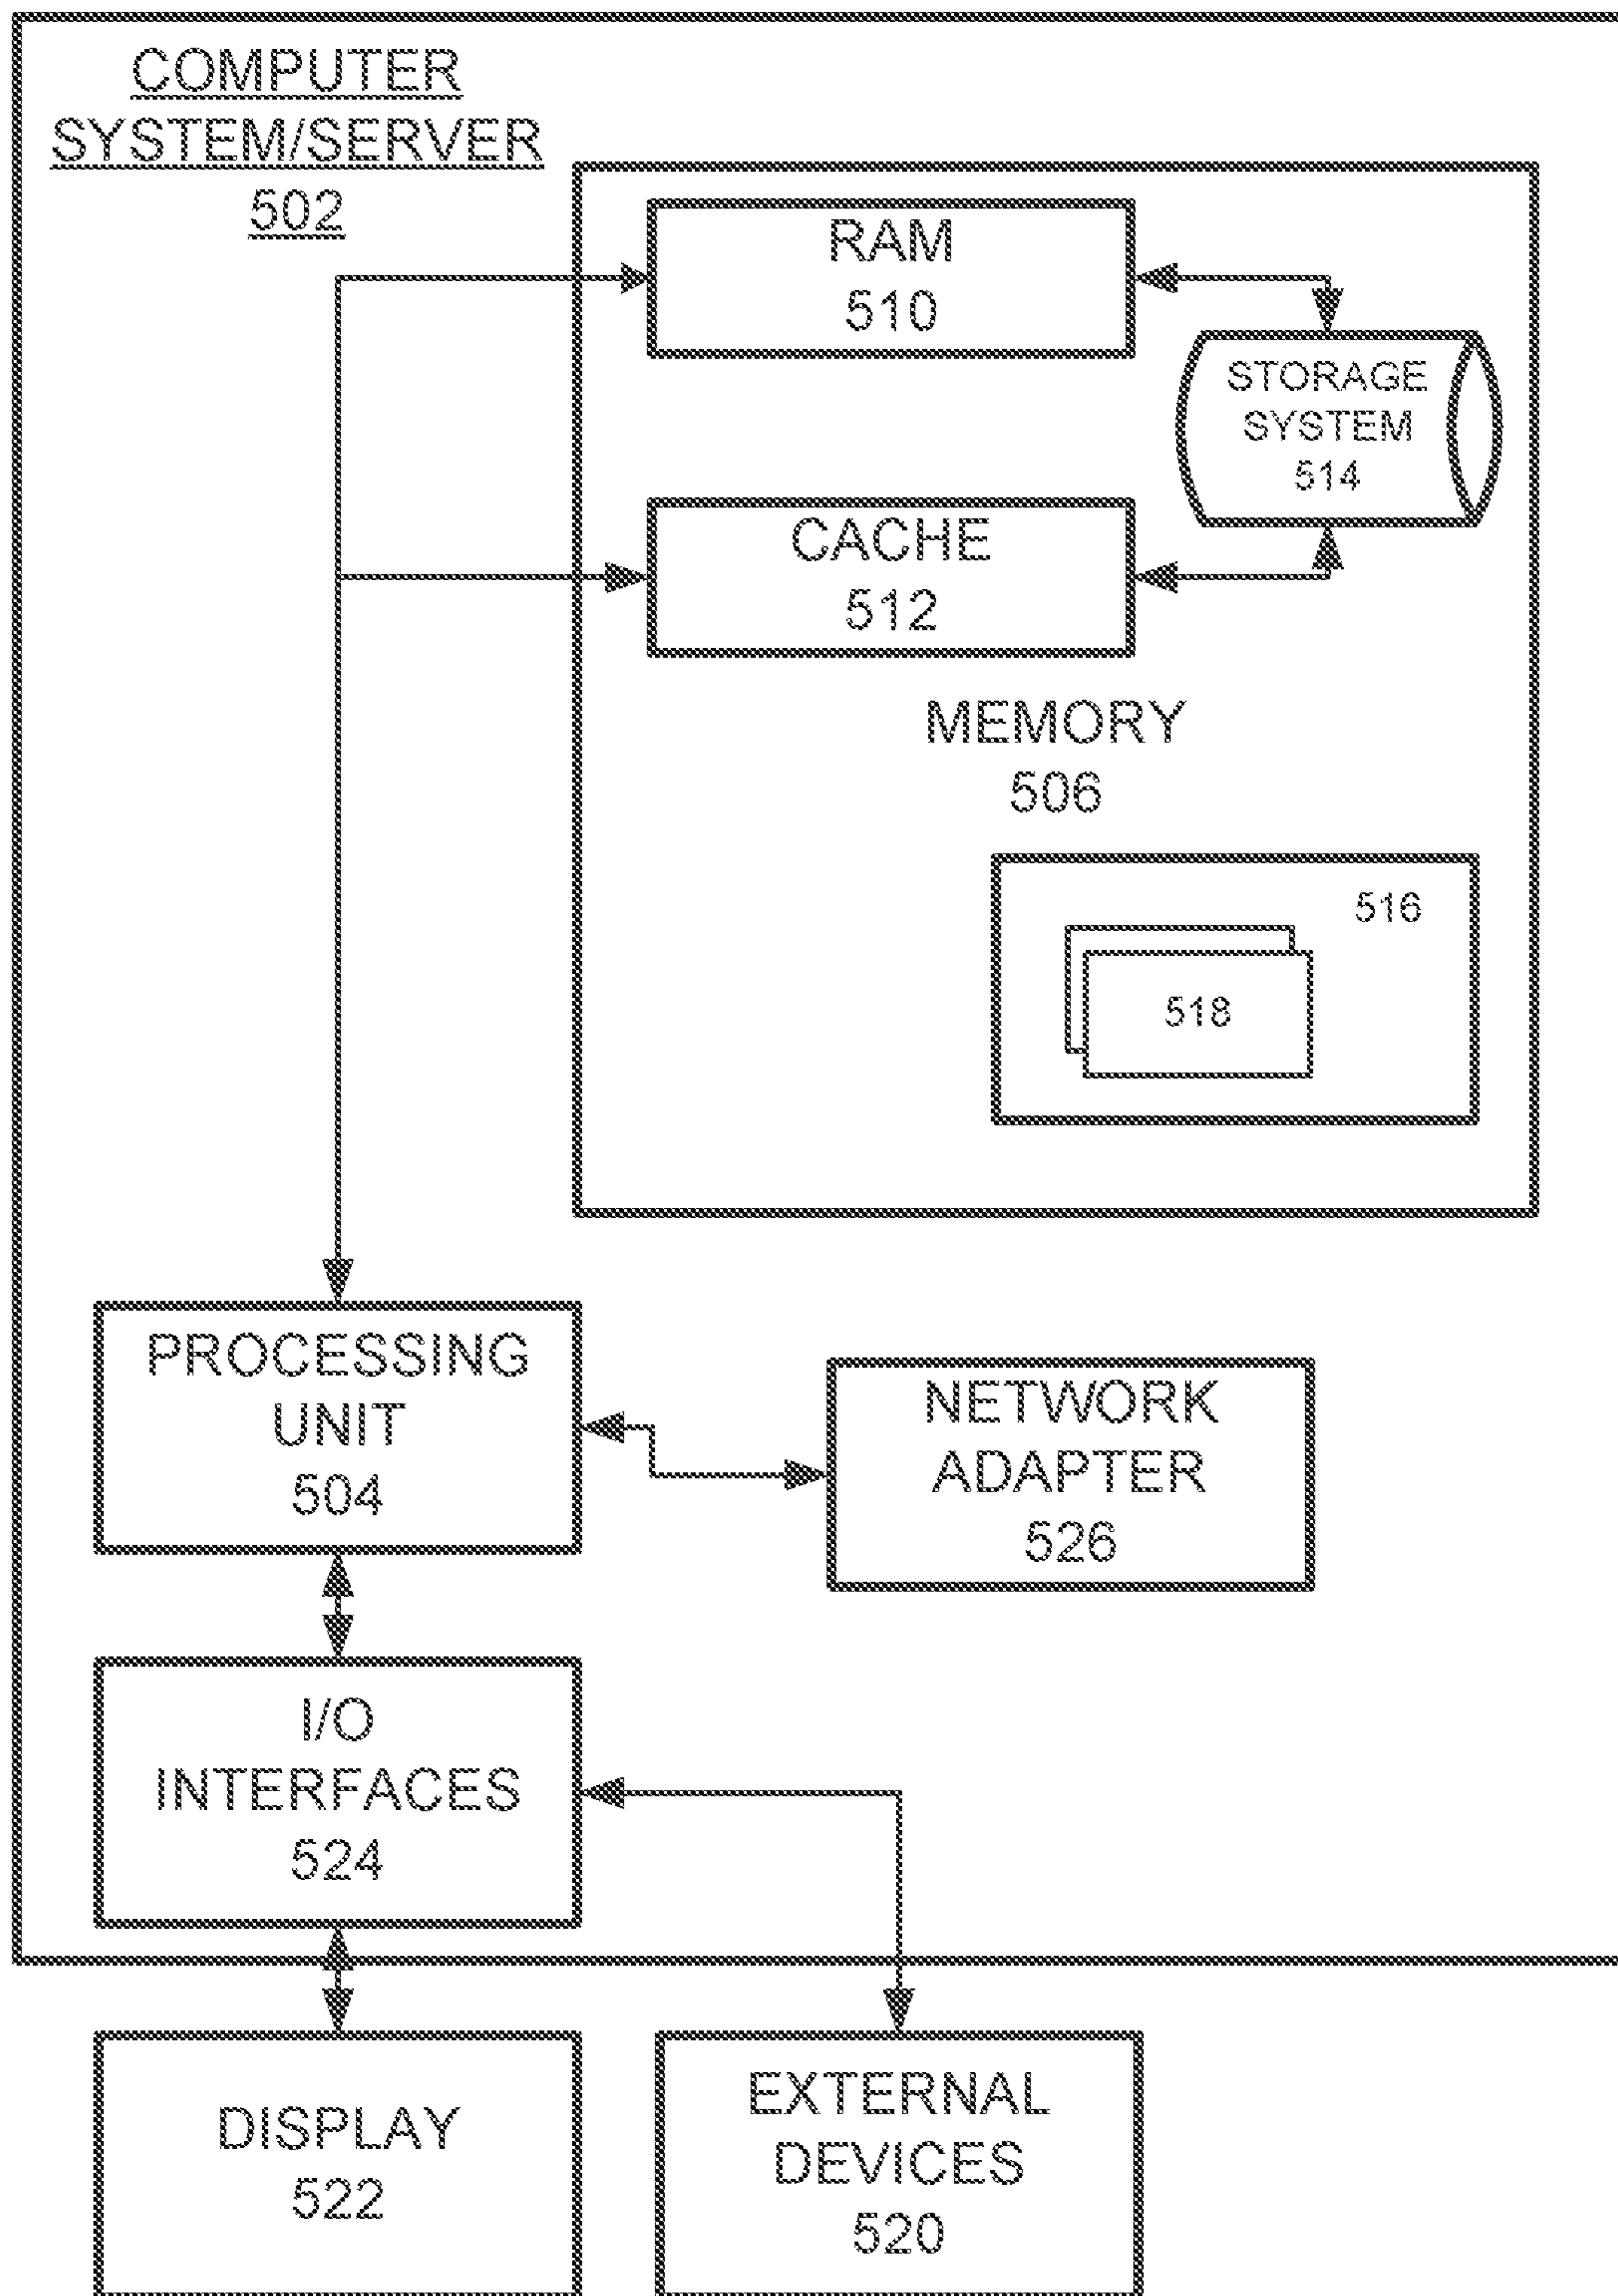 COMPUTER
SYSTEM/SERVER
502
RAM
510
STORAGE
SYSTEM
514
CACHE
512
MEMORY
506
516
518
PROCESSING
UNIT
504
NETWORK
ADAPTER
526
I/O
INTERFACES
524
DISPLAY
522
EXTERNAL
DEVICES
520